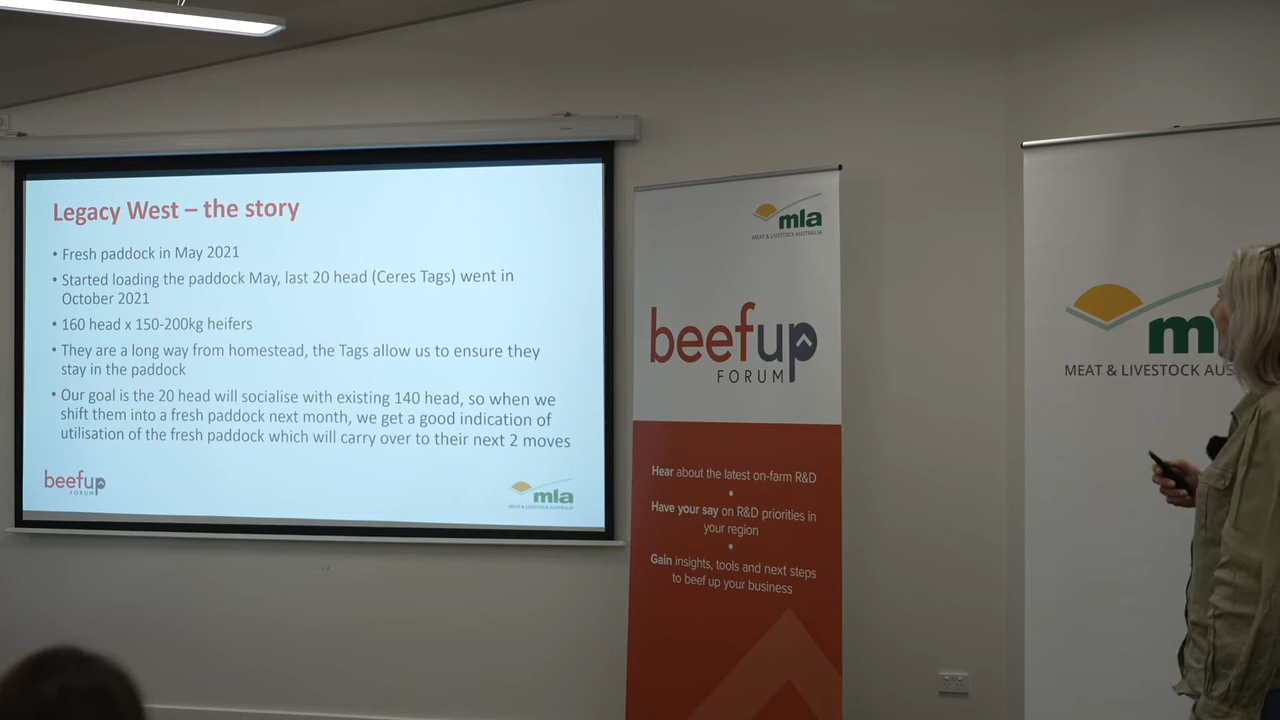 Legacy West – the story
• Fresh paddock in May 2021
• Started loading the paddock May, last 20 head (Ceres Tags) went in
October 2021
• 160 head x 150-200kg heifers
• They are a long way from homestead, the Tags allow us to ensure they
stay in the paddock
• Our goal is the 20 head will socialise with existing 140 head, so when we
shift them into a fresh paddock next month, we get a good indication of
utilisation of the fresh paddock which will carry over to their next 2 moves
beefup
FORUM
mla
MEAT & LIVESTOCK AUSTRALIA
mla
MEAT & LIVESTOCK AUSTRALIA
beefup
FORUM
Hear about the latest on-farm R&D
•
Have your say on R&D priorities in
your region
•
Gain insights, tools and next steps
to beef up your business
m
MEAT & LIVESTOCK AUS